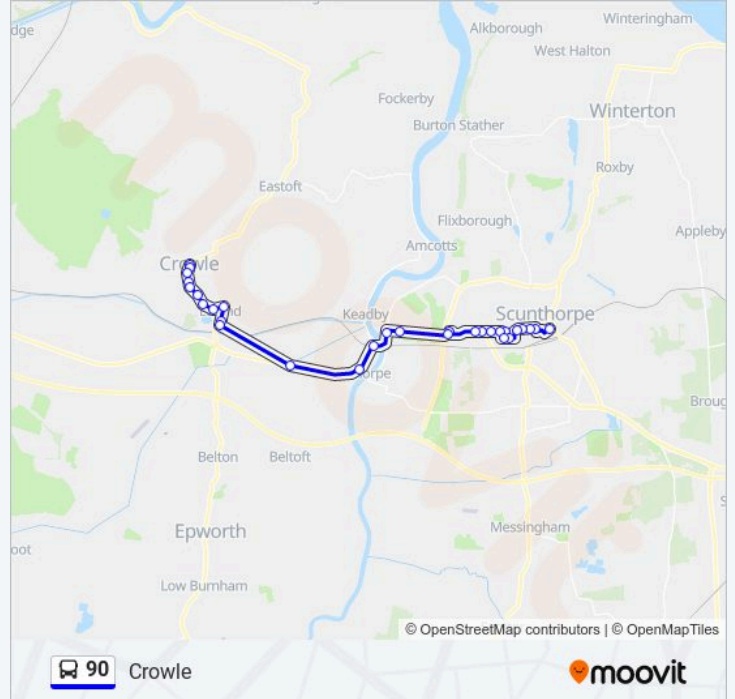 dge
Alkborough
Winteringham
West Halton
Fockerby
Winterton
Burton Stather
Roxby
Eastoft
Flixborough
Appleby
Amcotts
Crowle
Keadby
Scunthorpe
orpe
Broug
Belton
Beltoft
Epworth
Messingham
oot
Low Burnham
© OpenStreetMap contributors | © OpenMapTiles
90 Crowle
moovit